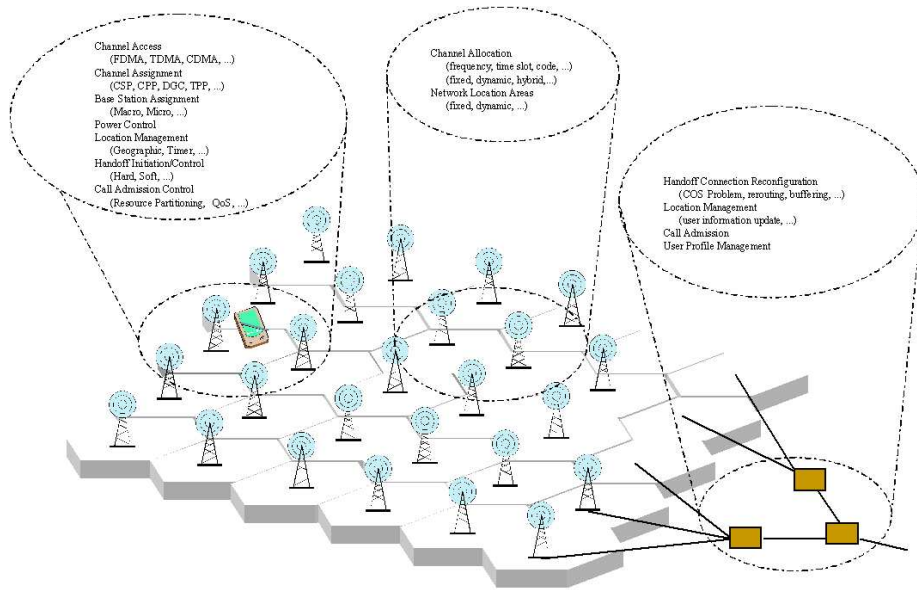 Channel Access
(FDMA, TDMA, CDMA, ...)
Channel Assignment
(CSP, CPP, DGC, TPP, ...)
Base Station Assignment
(Macro, Micro, ...)
Power Control
Location Management
(Geographic, Timer, ...)
Handoff Initiation/Control
(Hard, Soft, ...)
Call Admission Control
(Resource Partitioning, QoS, ...)
Channel Allocation
(frequency, time slot, code, ...)
(fixed, dynamic, hybrid,...)
Network Location Areas
(fixed, dynamic, ...)
Handoff Connection Reconfiguration
(COS Problem, rerouting, buffering, ...)
Location Management
(user information update, ...)
Call Admission
User Profile Management